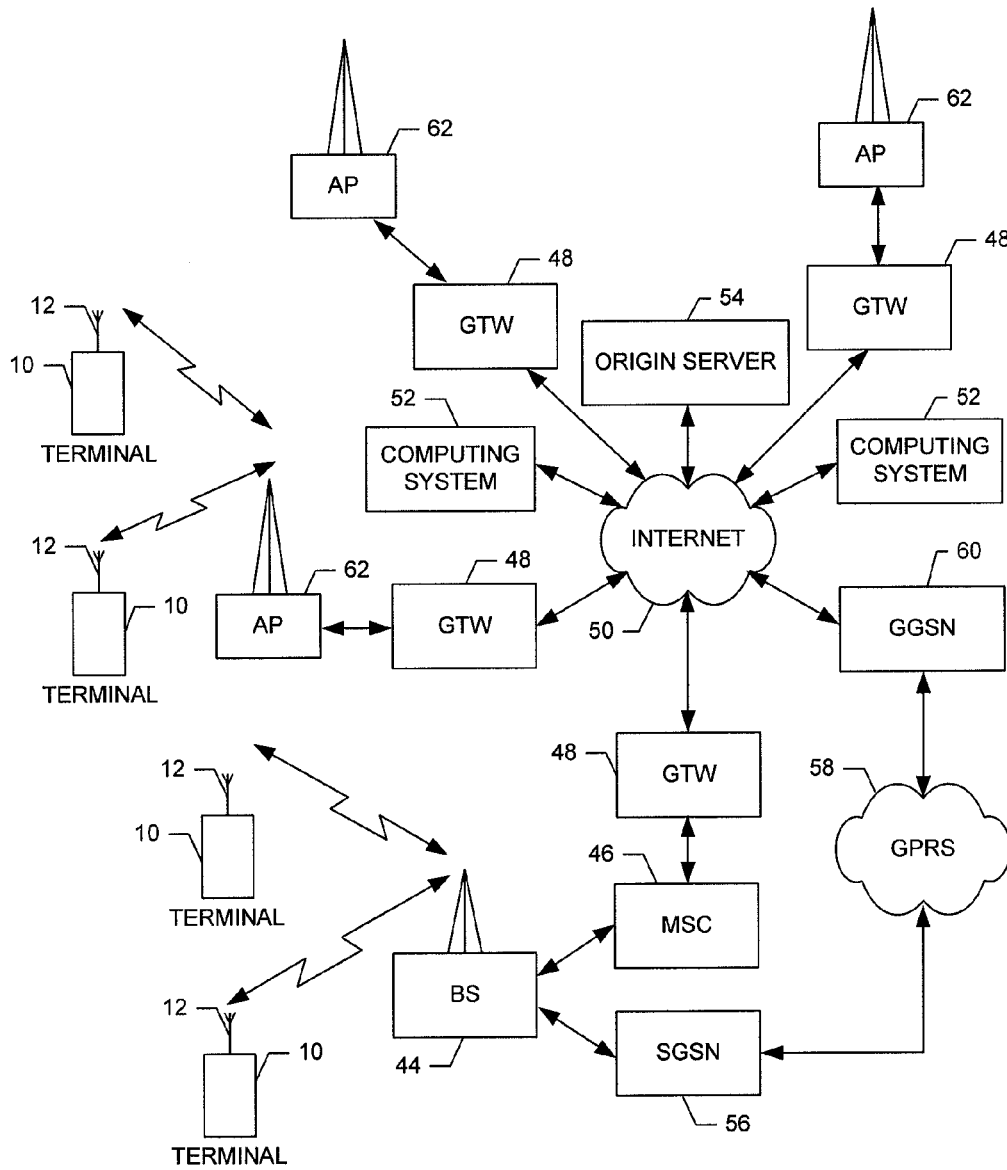 62
AP
62
AP
48
GTW
48
GTW
54
ORIGIN SERVER
12
10
TERMINAL
52
COMPUTING
SYSTEM
52
COMPUTING
SYSTEM
INTERNET
50
12
10
TERMINAL
62
AP
48
GTW
60
GGSN
12
10
TERMINAL
48
GTW
58
GPRS
46
MSC
BS
44
12
10
TERMINAL
SGSN
56